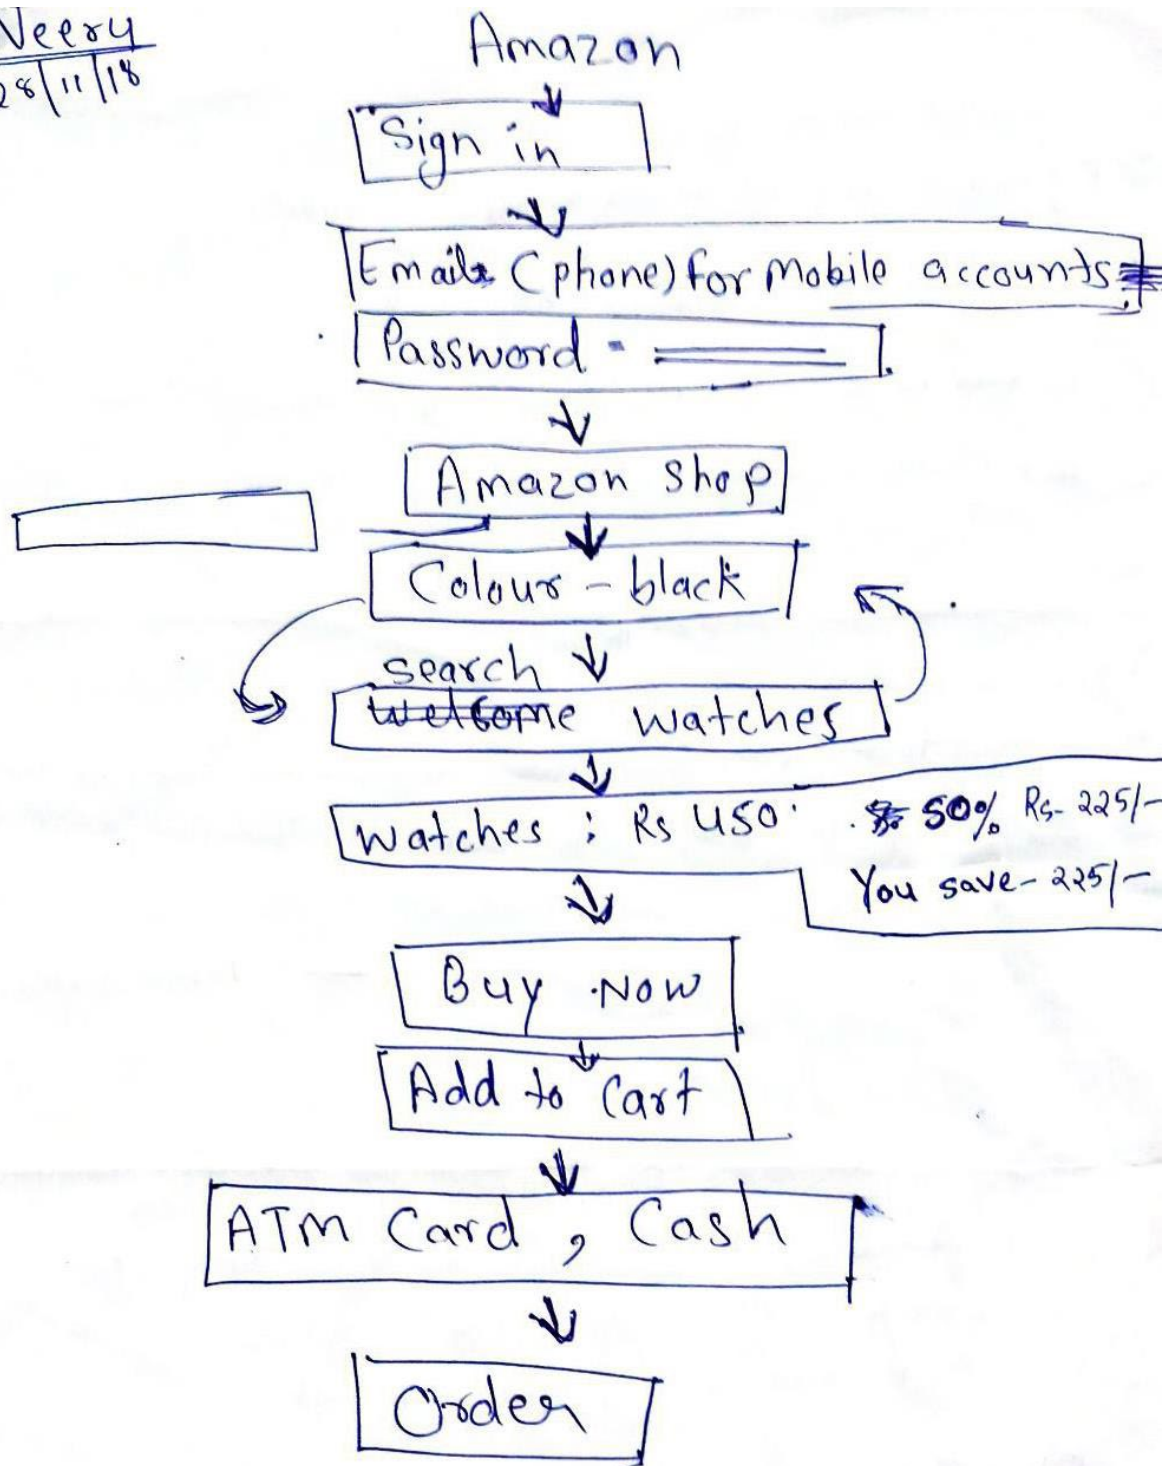 Veeru
28/11/18
Amazon
Sign in
Email (phone) for Mobile accounts
Password -
Amazon Shop
Colour - black
search
welcome watches
Watches : Rs 450. 50% Rs- 225/-
You save - 225/-
Buy Now
Add to Cart
ATM Card , Cash
Order